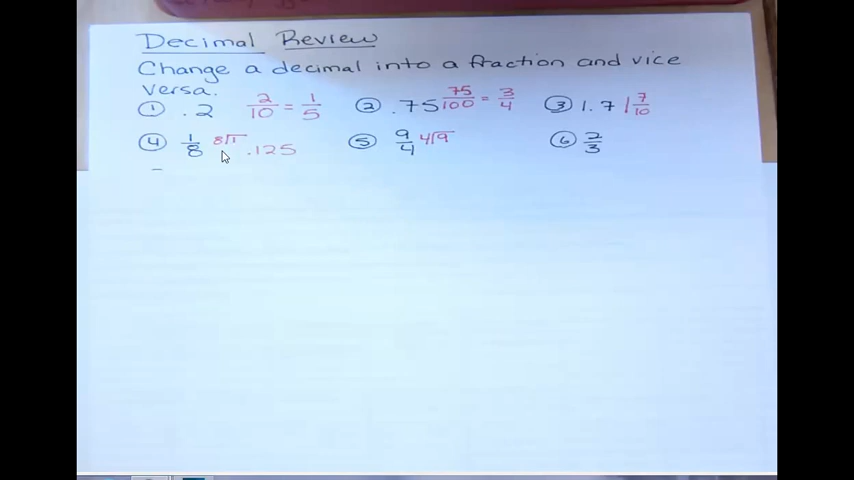 Decimal Review
Change a decimal into a fraction and vice
versa.
① .2 2/10 = 1/5 ② .75 75/100 = 3/4 ③ 1.7 1 7/10
④ 1/8 8⟌1 .125 ⑤ 9/4 4⟌9 ⑥ 2/3